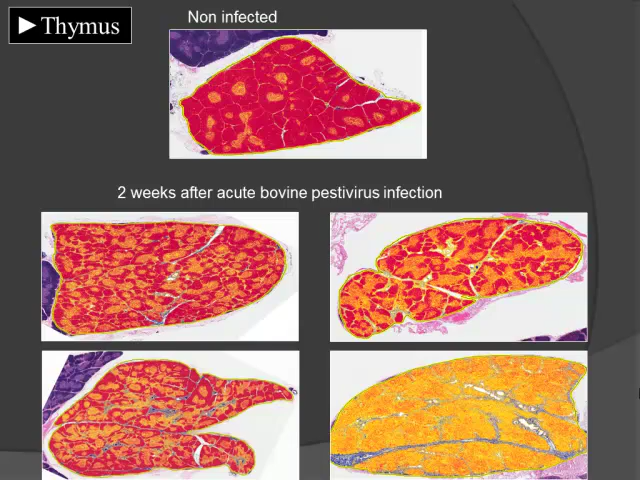 Non infected
►Thymus
2 weeks after acute bovine pestivirus infection